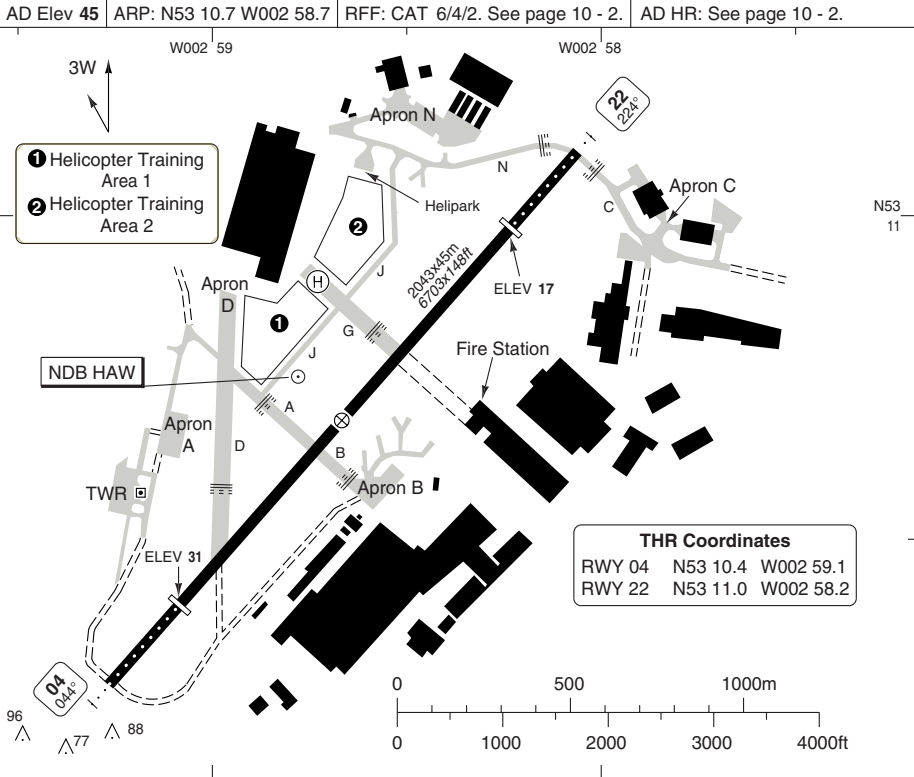 AD Elev 45 ARP: N53 10.7 W002 58.7 RFF: CAT 6/4/2. See page 10 - 2. AD HR: See page 10 - 2.
W002 59
W002 58
3W
22
224°
Apron N
1 Helicopter Training
Area 1
2 Helicopter Training
Area 2
N
Apron C
C
Helipark
N53
11
2
J
2043x45m
6703x148ft
H
ELEV 17
Apron
D
1
G
J
Fire Station
NDB HAW
A
Apron
A
D
B
TWR
Apron B
ELEV 31
THR Coordinates
RWY 04 N53 10.4 W002 59.1
RWY 22 N53 11.0 W002 58.2
04
044°
0 500 1000m
96
88
77
0 1000 2000 3000 4000ft